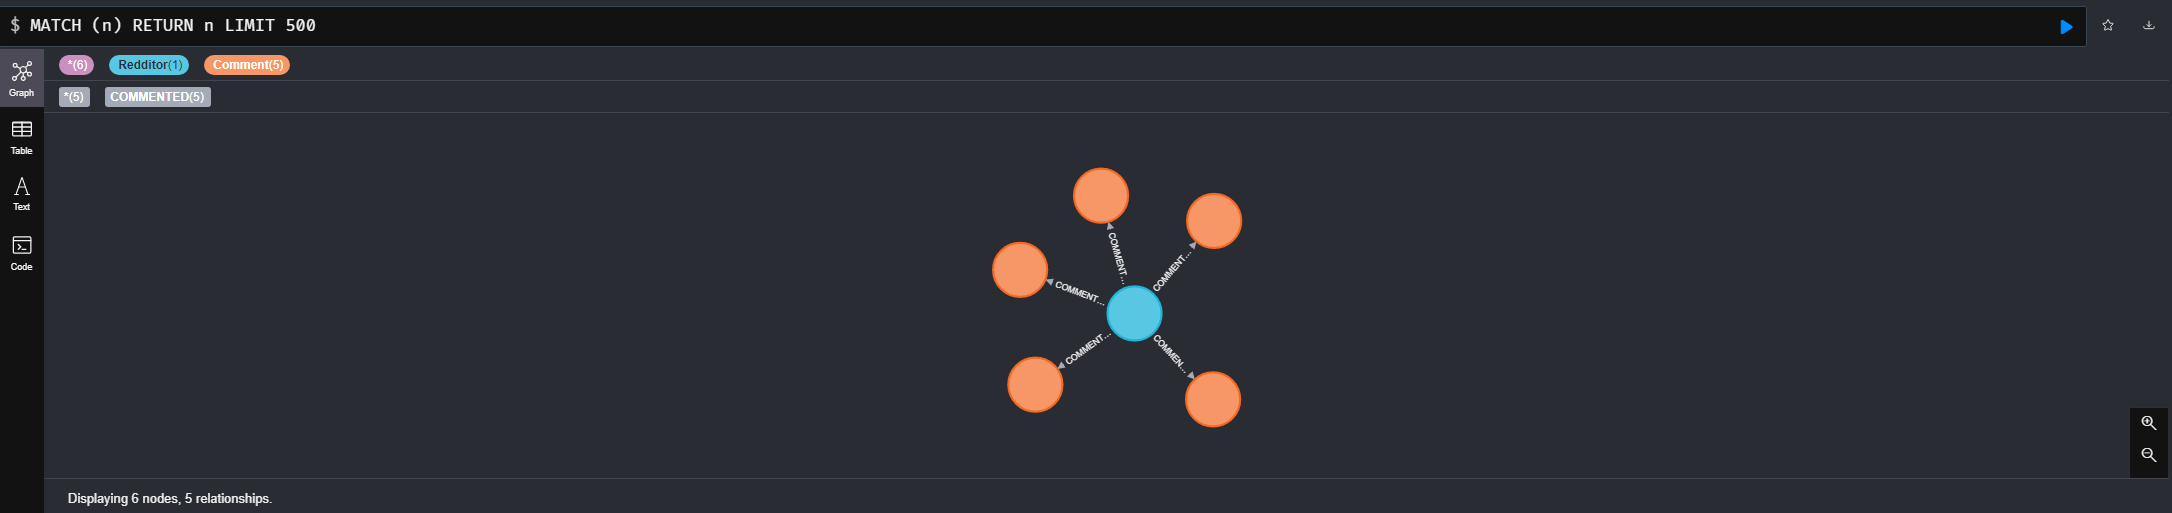 $ MATCH (n) RETURN n LIMIT 500
*(6) Redditor(1) Comment(5)
*(5) COMMENTED(5)
Graph
Table
Text
Code
COMMENT...
COMMENT...
COMMENT...
COMMENT...
COMMEN...
Displaying 6 nodes, 5 relationships.